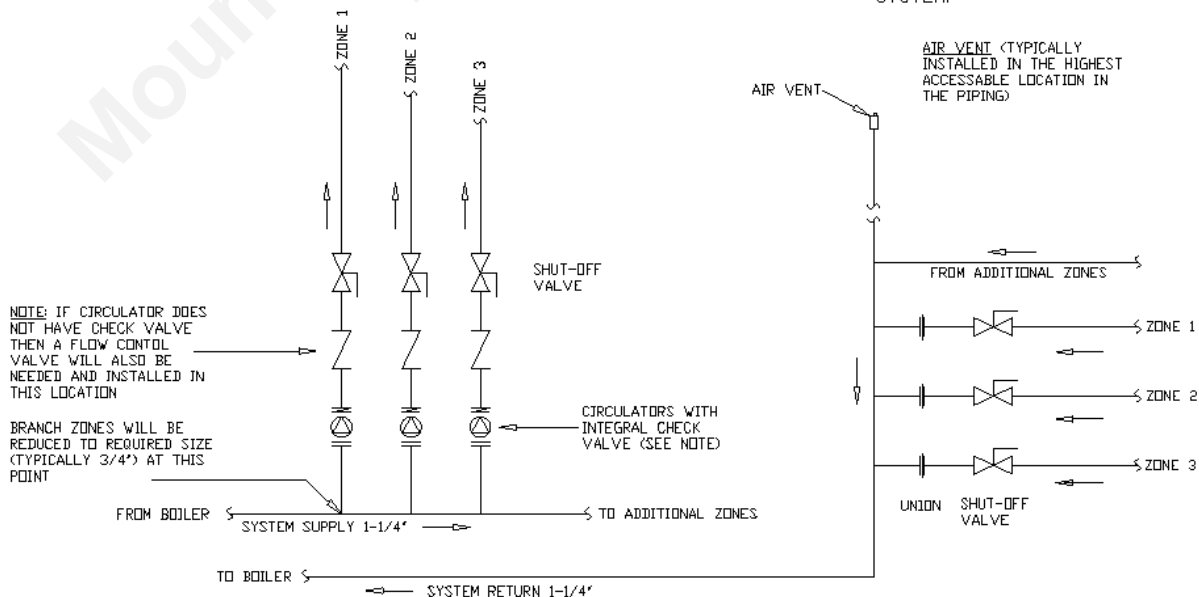 SYSTEM.
AIR VENT (TYPICALLY
INSTALLED IN THE HIGHEST
ACCESSABLE LOCATION IN
THE PIPING)
ZONE 1
ZONE 2
ZONE 3
AIR VENT
SHUT-OFF
VALVE
FROM ADDITIONAL ZONES
ZONE 1
ZONE 2
ZONE 3
UNION
SHUT-OFF
VALVE
NOTE: IF CIRCULATOR DOES
NOT HAVE CHECK VALVE
THEN A FLOW CONTOL
VALVE WILL ALSO BE
NEEDED AND INSTALLED IN
THIS LOCATION
BRANCH ZONES WILL BE
REDUCED TO REQUIRED SIZE
(TYPICALLY 3/4") AT THIS
POINT
CIRCULATORS WITH
INTEGRAL CHECK
VALVE (SEE NOTE)
FROM BOILER
SYSTEM SUPPLY 1-1/4"
TO ADDITIONAL ZONES
TO BOILER
SYSTEM RETURN 1-1/4"